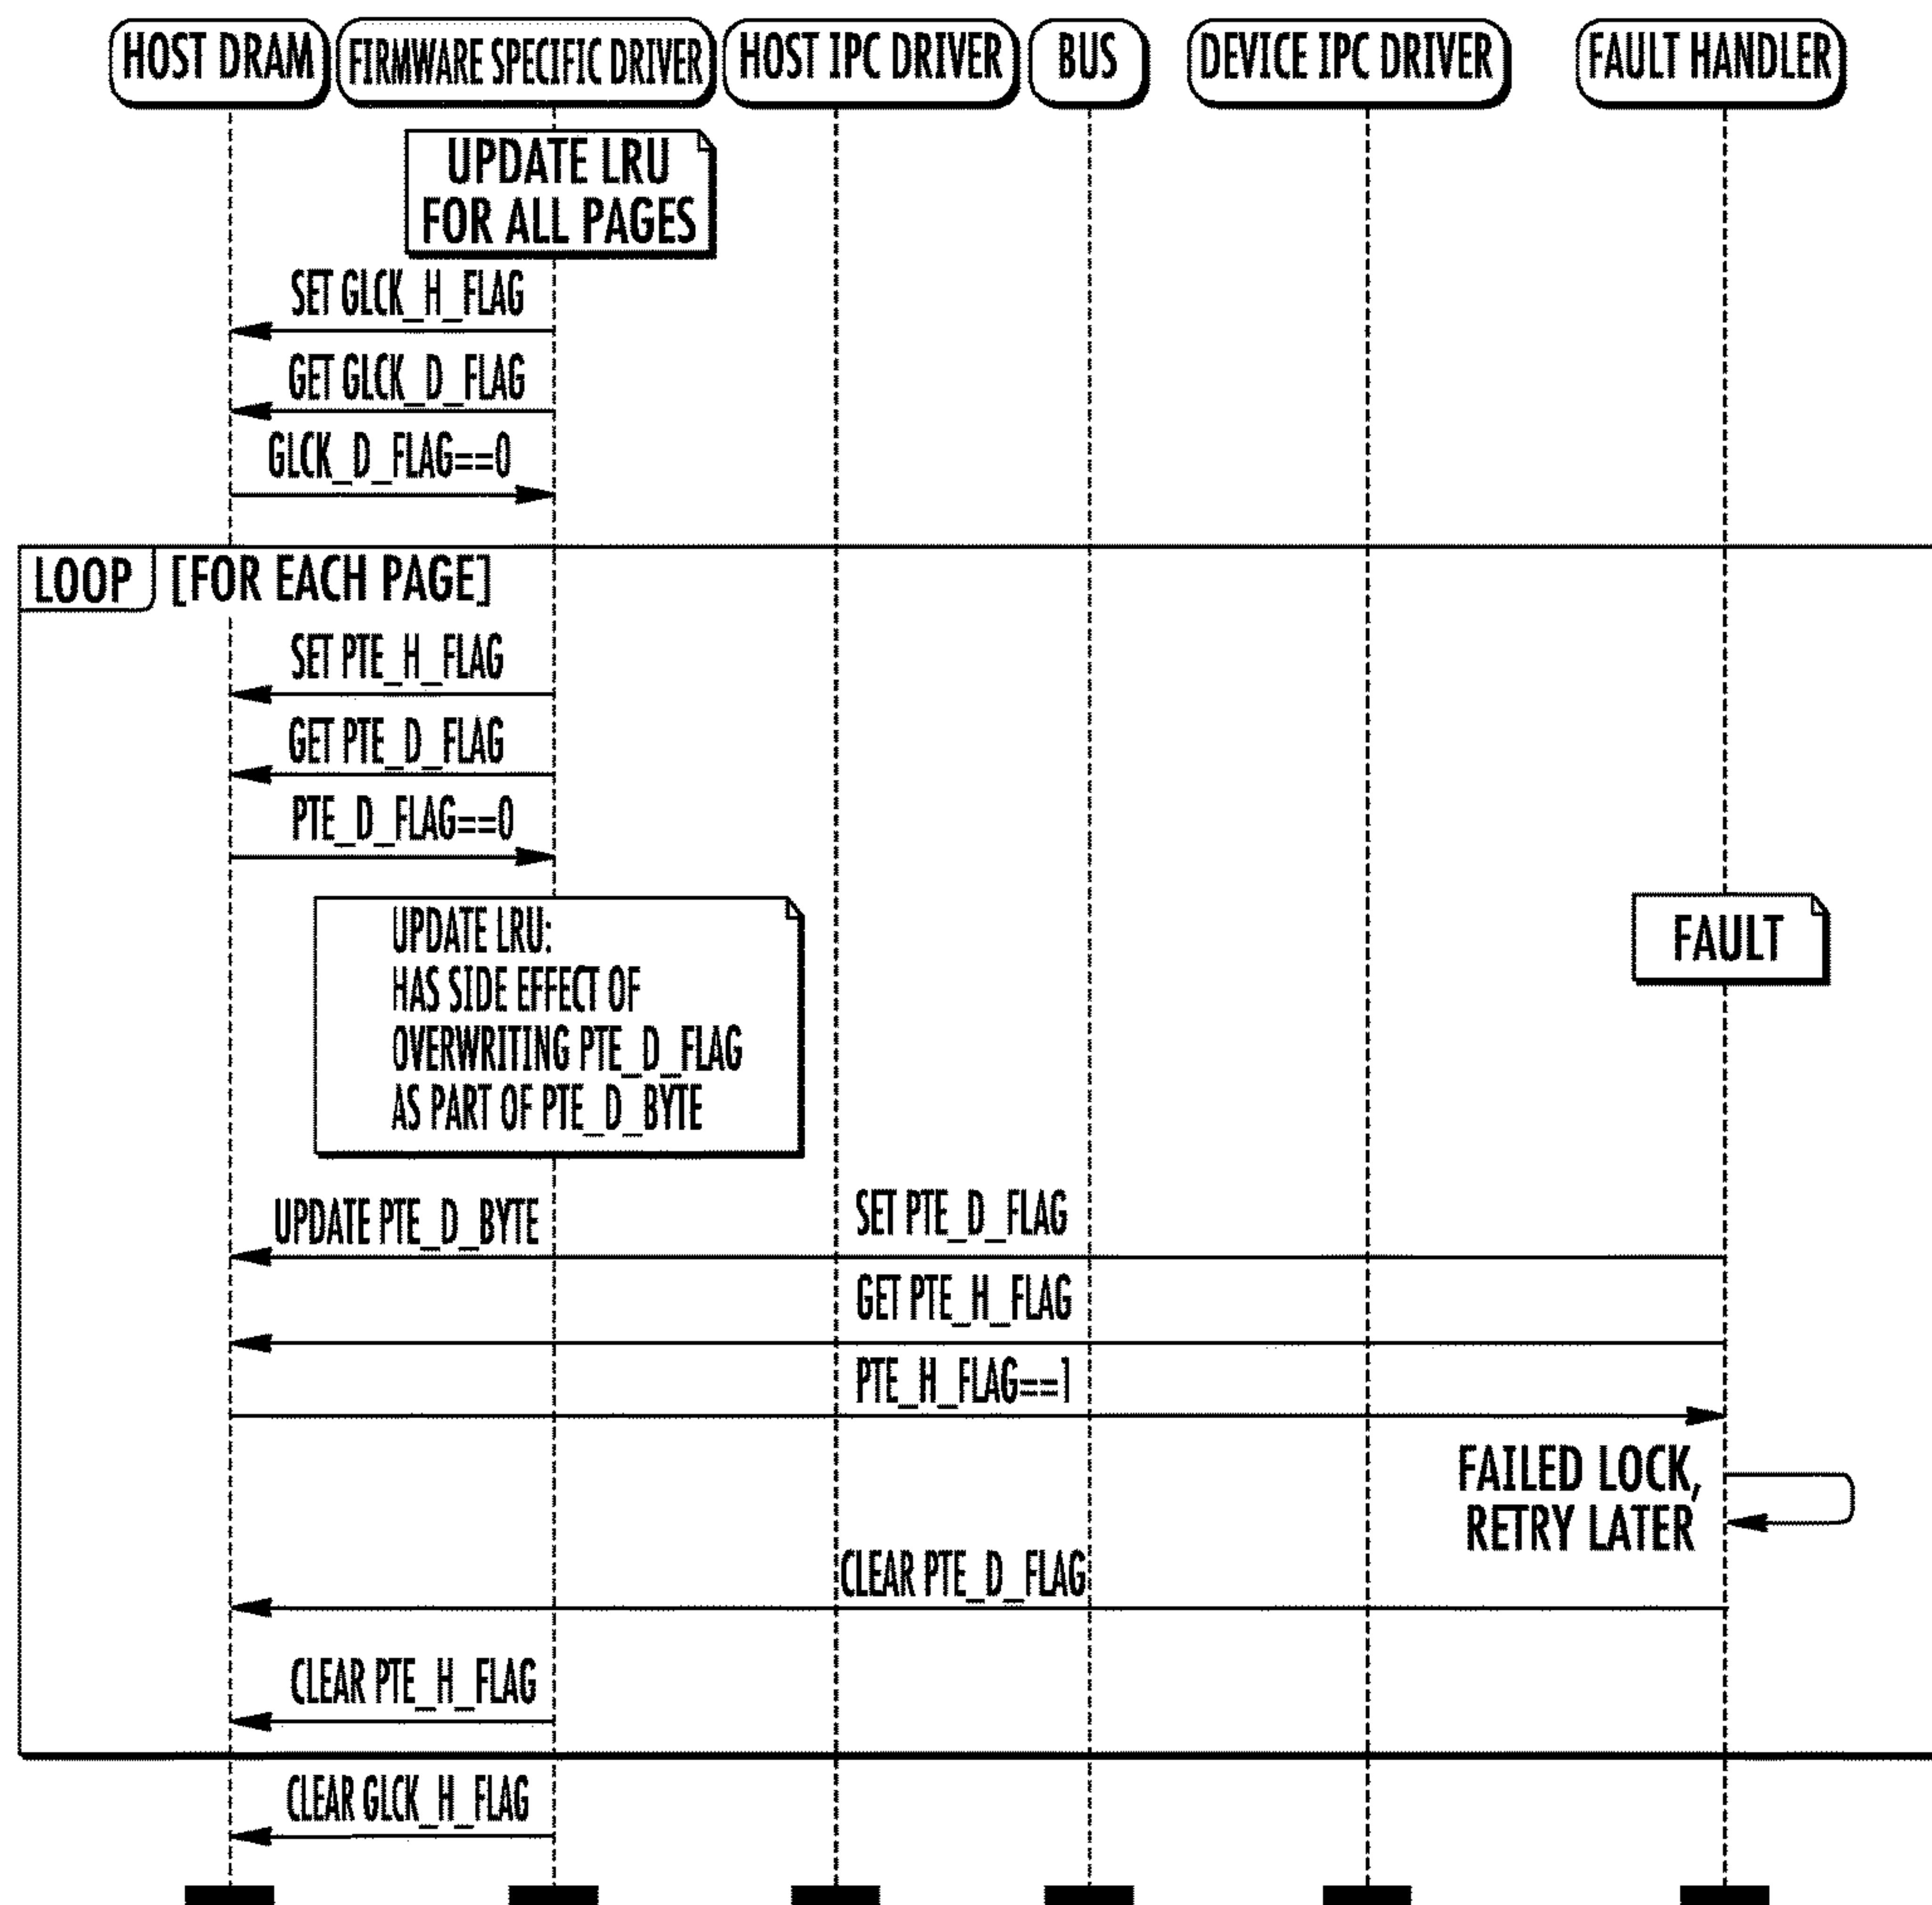 HOST DRAM
FIRMWARE SPECIFIC DRIVER
HOST IPC DRIVER
BUS
DEVICE IPC DRIVER
FAULT HANDLER
UPDATE LRU
FOR ALL PAGES
SET GLCK_H_FLAG
GET GLCK_D_FLAG
GLCK_D_FLAG==0
LOOP [FOR EACH PAGE]
SET PTE_H_FLAG
GET PTE_D_FLAG
PTE_D_FLAG==0
UPDATE LRU:
HAS SIDE EFFECT OF
OVERWRITING PTE_D_FLAG
AS PART OF PTE_D_BYTE
FAULT
UPDATE PTE_D_BYTE
SET PTE_D_FLAG
GET PTE_H_FLAG
PTE_H_FLAG==1
FAILED LOCK,
RETRY LATER
CLEAR PTE_D_FLAG
CLEAR PTE_H_FLAG
CLEAR GLCK_H_FLAG